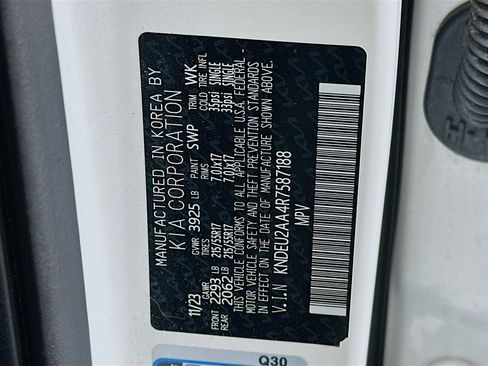 MANUFACTURED IN KOREA BY
KIA CORPORATION
11/23 GVWR 3925 LB PAINT SWP TRIM WK
GAWR TIRES RIMS COLD TIRE INFL
FRONT 2293 LB 215/55R17 7.0Jx17 35psi SINGLE
REAR 2062 LB 215/55R17 7.0Jx17 35psi SINGLE
THIS VEHICLE CONFORMS TO ALL APPLICABLE U.S.A. FEDERAL
MOTOR VEHICLE SAFETY AND THEFT PREVENTION STANDARDS
IN EFFECT ON THE DATE OF MANUFACTURE SHOWN ABOVE.
V.I.N KNDEU2AA4R7587188
MPV
Q30